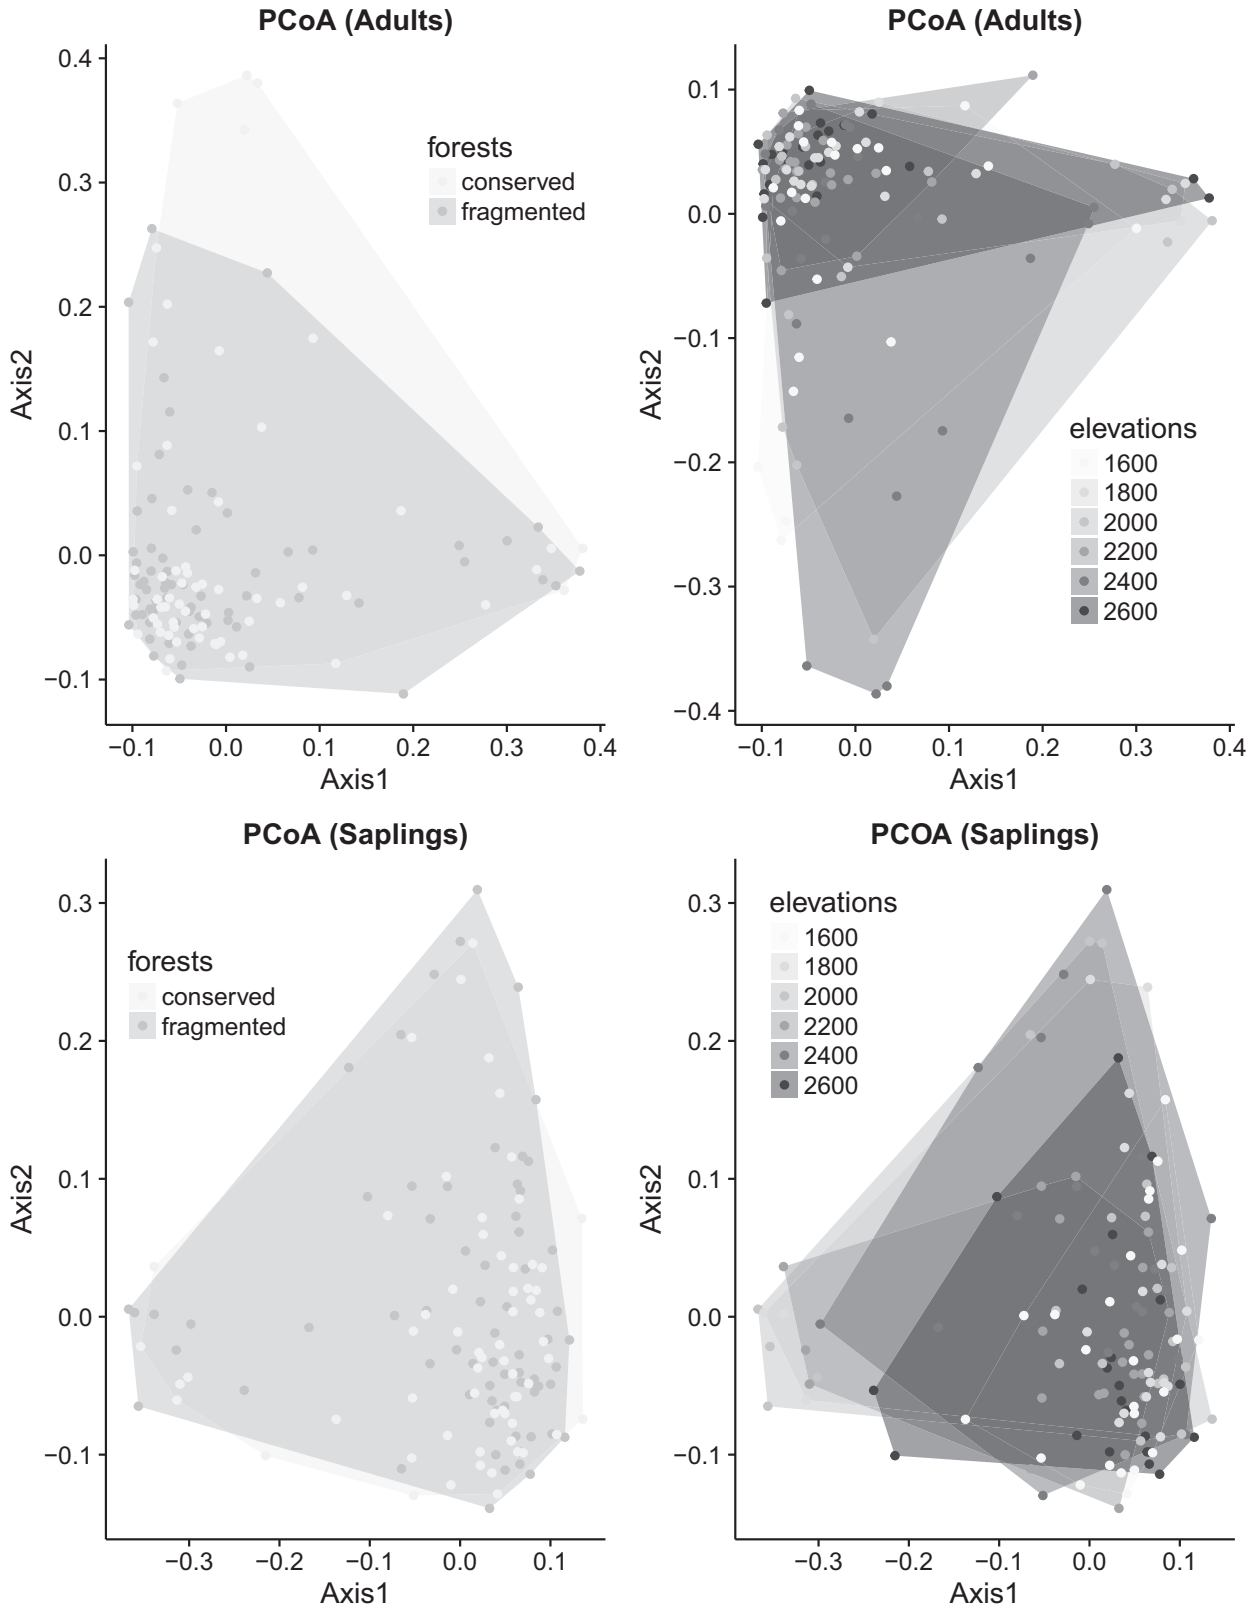 PCoA (Adults)
0.4
0.3
0.2
0.1
0.0
−0.1
Axis2
forests
conserved
fragmented
−0.1 0.0 0.1 0.2 0.3 0.4
Axis1
PCoA (Adults)
0.1
0.0
−0.1
−0.2
−0.3
−0.4
Axis2
elevations
1600
1800
2000
2200
2400
2600
−0.1 0.0 0.1 0.2 0.3 0.4
Axis1
PCoA (Saplings)
0.3
0.2
0.1
0.0
−0.1
Axis2
forests
conserved
fragmented
−0.3 −0.2 −0.1 0.0 0.1
Axis1
PCOA (Saplings)
0.3
0.2
0.1
0.0
−0.1
Axis2
elevations
1600
1800
2000
2200
2400
2600
−0.3 −0.2 −0.1 0.0 0.1
Axis1